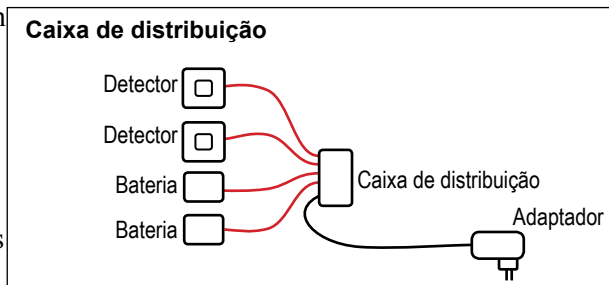 Caixa de distribuição
Detector
Detector
Bateria
Caixa de distribuição
Bateria
Adaptador